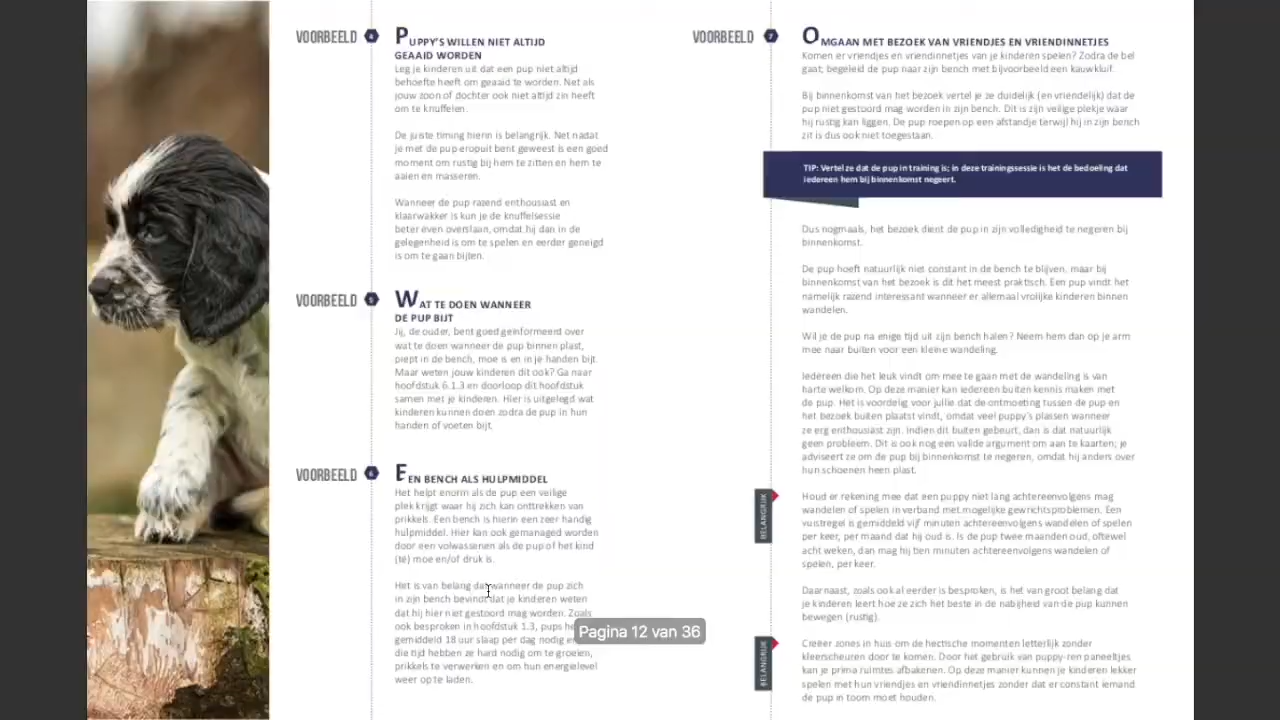 VOORBEELD 4
PUPPY'S WILLEN NIET ALTIJD
GEAAID WORDEN
Leg je kinderen uit dat een pup niet altijd
behoefte heeft om geaaid te worden. Net als
jouw zoon of dochter ook niet altijd zin heeft
om te knuffelen.
De juiste timing hierin is belangrijk. Net nadat
je met de pup eropuit bent geweest is een goed
moment om rustig bij hem te zitten en hem te
aaien en masseren.
Wanneer de pup razend enthousiast en
klaarwakker is kun je de knuffelsessie
beter even overslaan, omdat hij dan in de
gelegenheid is om te spelen en eerder geneigd
is om te gaan bijten.
VOORBEELD 5
WAT TE DOEN WANNEER
DE PUP BIJT
Jij, de ouder, bent goed geïnformeerd over
wat te doen wanneer de pup binnen plast,
piept in de bench, moe is en in je handen bijt.
Maar weten jouw kinderen dit ook? Ga naar
hoofdstuk 6.1.3 en doorloop dit hoofdstuk
samen met je kinderen. Hier is uitgelegd wat
kinderen kunnen doen zodra de pup in hun
handen of voeten bijt.
VOORBEELD 6
EEN BENCH ALS HULPMIDDEL
Het helpt enorm als de pup een veilige
plek krijgt waar hij zich kan onttrekken van
prikkels. Een bench is hierin een zeer handig
hulpmiddel. Hier kan ook gemanaged worden
door een volwassenen als de pup of het kind
(té) moe en/of druk is.
Het is van belang dat wanneer de pup zich
in zijn bench bevindt dat je kinderen weten
dat hij hier niet gestoord mag worden. Zoals
ook besproken in hoofdstuk 1.3, pups he
gemiddeld 18 uur slaap per dag nodig e
die tijd hebben ze hard nodig om te groeien,
prikkels te verwerken en om hun energielevel
weer op te laden.
VOORBEELD 7
OMGAAN MET BEZOEK VAN VRIENDJES EN VRIENDINNETJES
Komen er vriendjes en vriendinnetjes van je kinderen spelen? Zodra de bel
gaat; begeleid de pup naar zijn bench met bijvoorbeeld een kauwkluif.
Bij binnenkomst van het bezoek vertel je ze duidelijk (en vriendelijk) dat de
pup niet gestoord mag worden in zijn bench. Dit is zijn veilige plekje waar
hij rustig kan liggen. De pup roepen op een afstandje terwijl hij in zijn bench
zit is dus ook niet toegestaan.
TIP: Vertel ze dat de pup in training is; in deze trainingssessie is het de bedoeling dat
iedereen hem bij binnenkomst negeert.
Dus nogmaals, het bezoek dient de pup in zijn volledigheid te negeren bij
binnenkomst.
De pup hoeft natuurlijk niet constant in de bench te blijven, maar bij
binnenkomst van het bezoek is dit het meest praktisch. Een pup vindt het
namelijk razend interessant wanneer er allemaal vrolijke kinderen binnen
wandelen.
Wil je de pup na enige tijd uit zijn bench halen? Neem hem dan op je arm
mee naar buiten voor een kleine wandeling.
Iedereen die het leuk vindt om mee te gaan met de wandeling is van
harte welkom. Op deze manier kan iedereen buiten kennis maken met
de pup. Het is voordelig voor jullie dat de ontmoeting tussen de pup en
het bezoek buiten plaatst vindt, omdat veel puppy's plassen wanneer
ze erg enthousiast zijn. Indien dit buiten gebeurt, dan is dat natuurlijk
geen probleem. Dit is ook nog een valide argument om aan te kaarten; je
adviseert ze om de pup bij binnenkomst te negeren, omdat hij anders over
hun schoenen heen plast.
BELANGRIJK
Houd er rekening mee dat een puppy niet lang achtereenvolgens mag
wandelen of spelen in verband met mogelijke gewrichtsproblemen. Een
vuistregel is gemiddeld vijf minuten achtereenvolgens wandelen of spelen
per keer, per maand dat hij oud is. Is de pup twee maanden oud, oftewel
acht weken, dan mag hij tien minuten achtereenvolgens wandelen of
spelen, per keer.
Daarnaast, zoals ook al eerder is besproken, is het van groot belang dat
je kinderen leert hoe ze zich het beste in de nabijheid van de pup kunnen
bewegen (rustig).
BELANGRIJK
Creëer zones in huis om de hectische momenten letterlijk zonder
kleerscheuren door te komen. Door het gebruik van puppy-ren paneeltjes
kan je prima ruimtes afbakenen. Op deze manier kunnen je kinderen lekker
spelen met hun vriendjes en vriendinnetjes zonder dat er constant iemand
de pup in toom moet houden.
Pagina 12 van 36